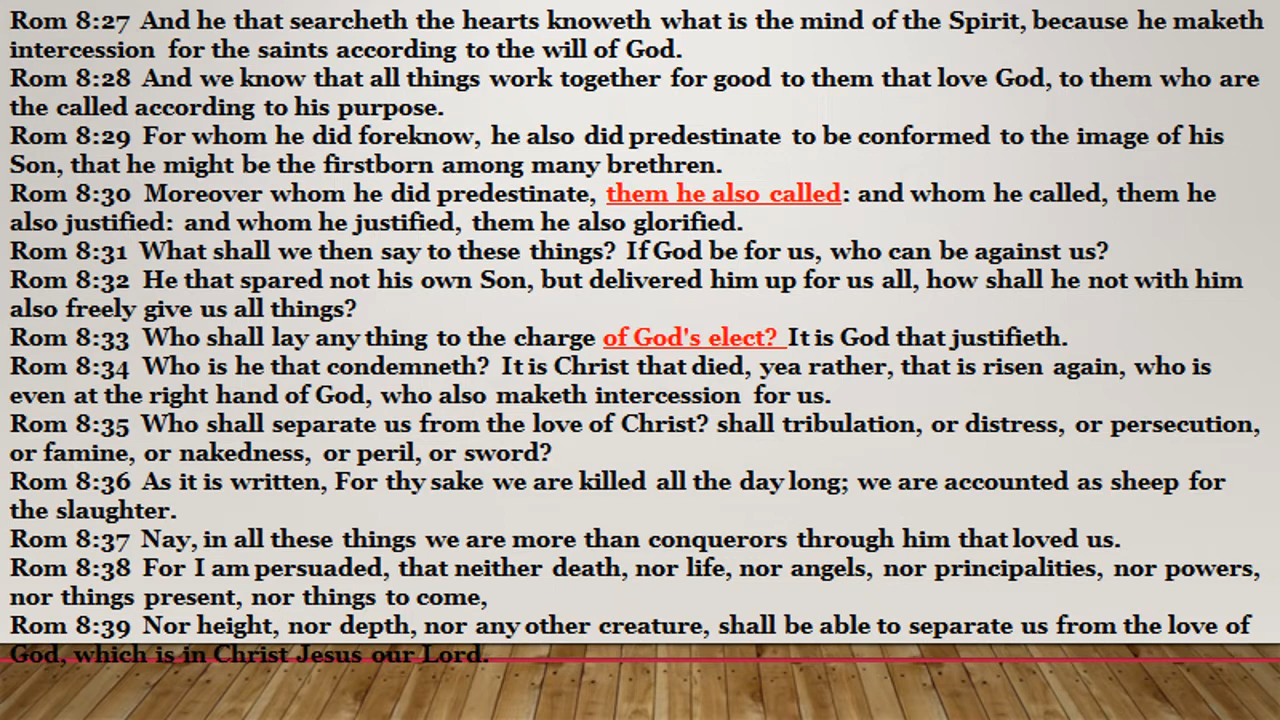 Rom 8:27 And he that searcheth the hearts knoweth what is the mind of the Spirit, because he maketh
intercession for the saints according to the will of God.
Rom 8:28 And we know that all things work together for good to them that love God, to them who are
the called according to his purpose.
Rom 8:29 For whom he did foreknow, he also did predestinate to be conformed to the image of his
Son, that he might be the firstborn among many brethren.
Rom 8:30 Moreover whom he did predestinate, them he also called: and whom he called, them he
also justified: and whom he justified, them he also glorified.
Rom 8:31 What shall we then say to these things? If God be for us, who can be against us?
Rom 8:32 He that spared not his own Son, but delivered him up for us all, how shall he not with him
also freely give us all things?
Rom 8:33 Who shall lay any thing to the charge of God's elect? It is God that justifieth.
Rom 8:34 Who is he that condemneth? It is Christ that died, yea rather, that is risen again, who is
even at the right hand of God, who also maketh intercession for us.
Rom 8:35 Who shall separate us from the love of Christ? shall tribulation, or distress, or persecution,
or famine, or nakedness, or peril, or sword?
Rom 8:36 As it is written, For thy sake we are killed all the day long; we are accounted as sheep for
the slaughter.
Rom 8:37 Nay, in all these things we are more than conquerors through him that loved us.
Rom 8:38 For I am persuaded, that neither death, nor life, nor angels, nor principalities, nor powers,
nor things present, nor things to come,
Rom 8:39 Nor height, nor depth, nor any other creature, shall be able to separate us from the love of
God, which is in Christ Jesus our Lord.